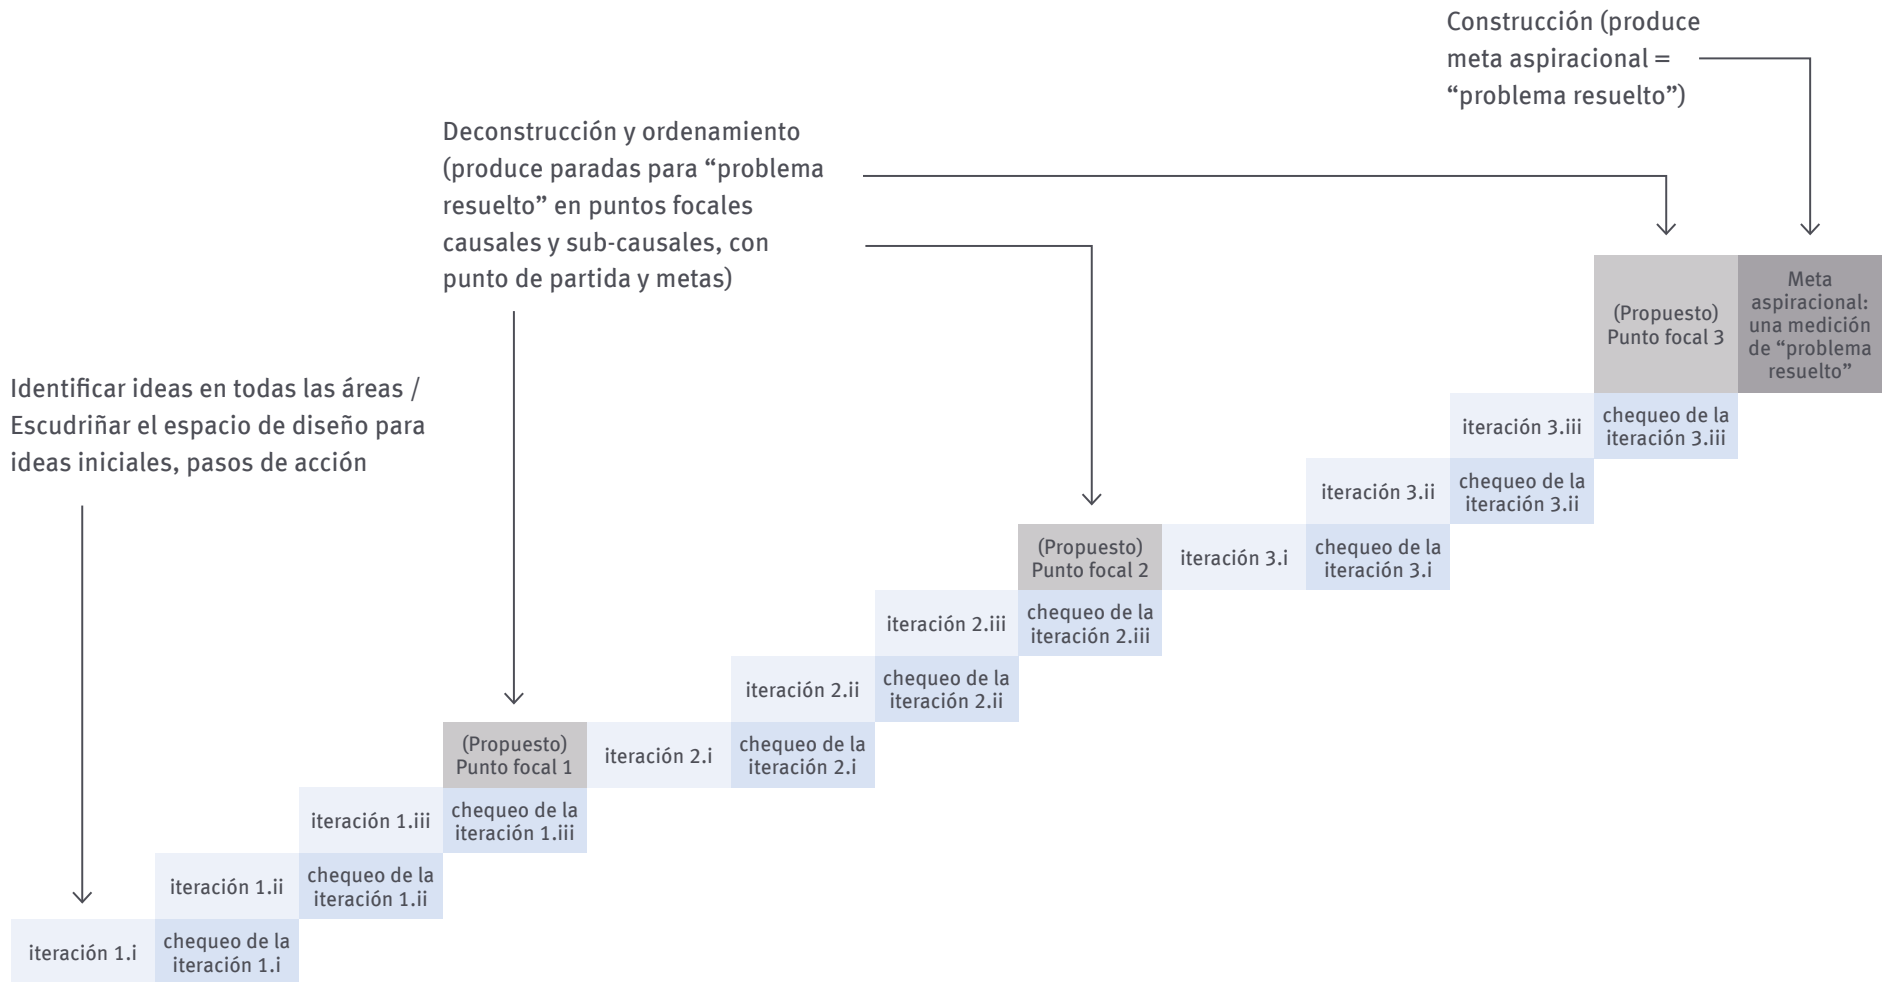 Construcción (produce
meta aspiracional =
“problema resuelto”)
Deconstrucción y ordenamiento
(produce paradas para “problema
resuelto” en puntos focales
causales y sub-causales, con
punto de partida y metas)
Identificar ideas en todas las áreas /
Escudriñar el espacio de diseño para
ideas iniciales, pasos de acción
(Propuesto)
Punto focal 3
Meta
aspiracional:
una medición
de “problema
resuelto”
iteración 3.iii
chequeo de la
iteración 3.iii
iteración 3.ii
chequeo de la
iteración 3.ii
(Propuesto)
Punto focal 2
iteración 3.i
chequeo de la
iteración 3.i
iteración 2.iii
chequeo de la
iteración 2.iii
iteración 2.ii
chequeo de la
iteración 2.ii
(Propuesto)
Punto focal 1
iteración 2.i
chequeo de la
iteración 2.i
iteración 1.iii
chequeo de la
iteración 1.iii
iteración 1.ii
chequeo de la
iteración 1.ii
iteración 1.i
chequeo de la
iteración 1.i